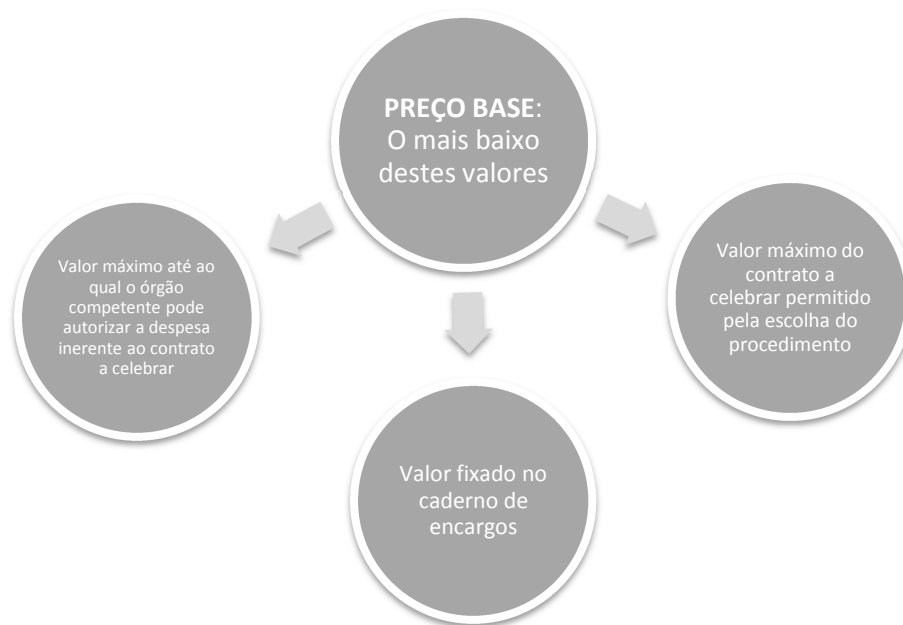 PREÇO BASE:
O mais baixo
destes valores
Valor máximo até ao
qual o órgão
competente pode
autorizar a despesa
inerente ao contrato
a celebrar
Valor fixado no
caderno de
encargos
Valor máximo do
contrato a
celebrar permitido
pela escolha do
procedimento